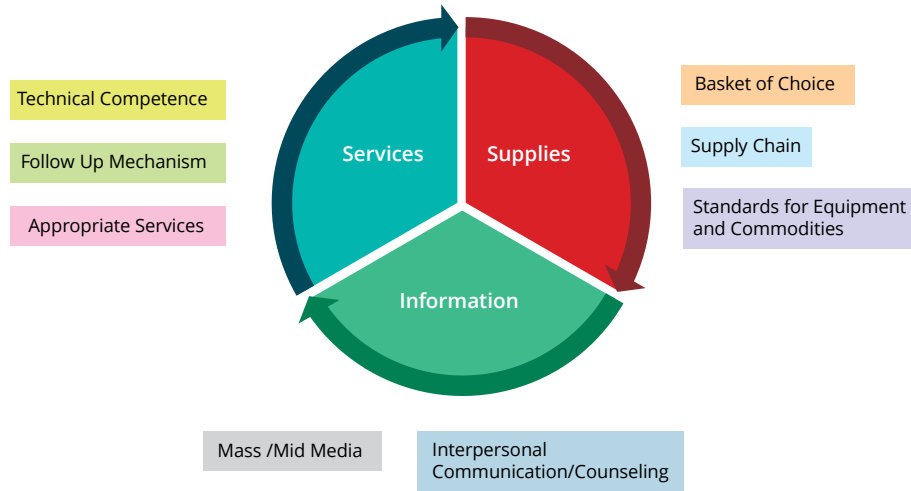 Technical Competence
Follow Up Mechanism
Appropriate Services
Services
Supplies
Information
Basket of Choice
Supply Chain
Standards for Equipment
and Commodities
Mass /Mid Media
Interpersonal
Communication/Counseling